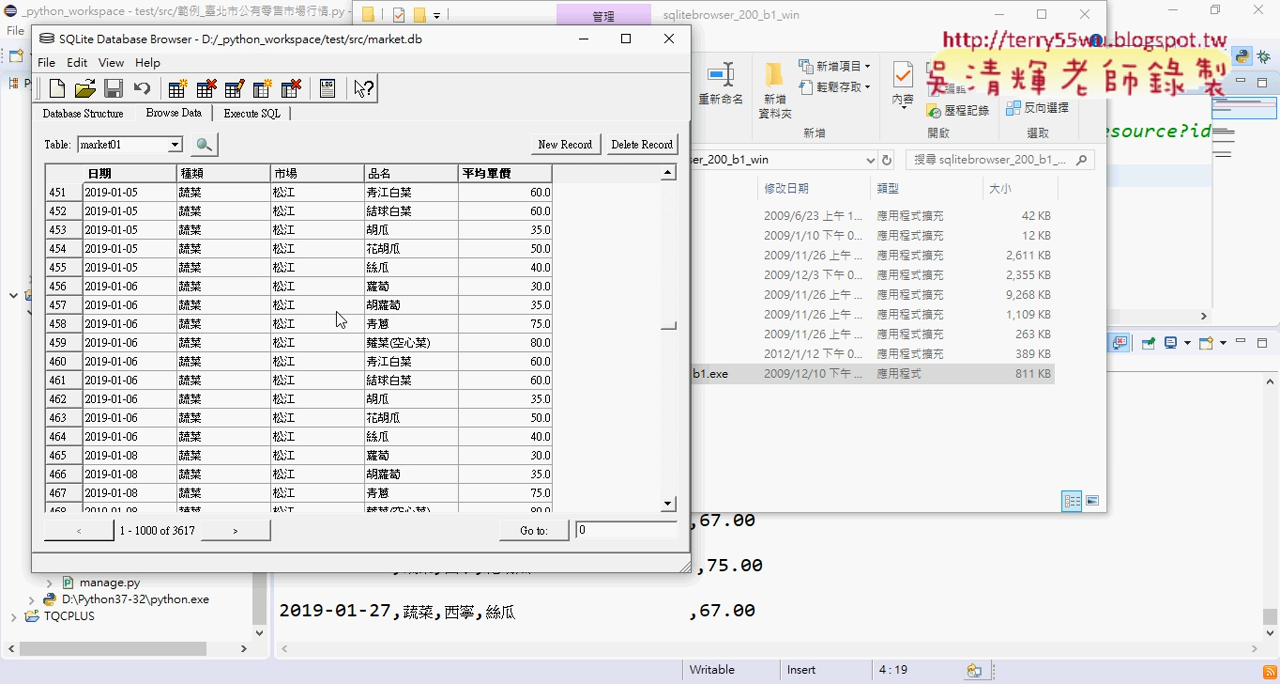 _python_workspace - test/src/範例_臺北市公有零售市場行情.py -
管理
sqlitebrowser_200_b1_win
File
SQLite Database Browser - D:/_python_workspace/test/src/market.db
File Edit View Help
http://terry55wu.blogspot.tw
吳清輝老師錄製
Database Structure Browse Data Execute SQL
Table: market01
New Record Delete Record
重新命名
新增資料夾
新增項目
輕鬆存取
新增
內容
歷程記錄
開啟
反向選擇
選取
er_200_b1_win
搜尋 sqlitebrowser_200_b1_...
esource?id
日期 種類 市場 品名 平均單價
451 2019-01-05 蔬菜 松江 青江白菜 60.0
452 2019-01-05 蔬菜 松江 結球白菜 60.0
453 2019-01-05 蔬菜 松江 胡瓜 35.0
454 2019-01-05 蔬菜 松江 花胡瓜 50.0
455 2019-01-05 蔬菜 松江 絲瓜 40.0
456 2019-01-06 蔬菜 松江 蘿蔔 30.0
457 2019-01-06 蔬菜 松江 胡蘿蔔 35.0
458 2019-01-06 蔬菜 松江 青蔥 75.0
459 2019-01-06 蔬菜 松江 蕹菜(空心菜) 80.0
460 2019-01-06 蔬菜 松江 青江白菜 60.0
461 2019-01-06 蔬菜 松江 結球白菜 60.0
462 2019-01-06 蔬菜 松江 胡瓜 35.0
463 2019-01-06 蔬菜 松江 花胡瓜 50.0
464 2019-01-06 蔬菜 松江 絲瓜 40.0
465 2019-01-08 蔬菜 松江 蘿蔔 30.0
466 2019-01-08 蔬菜 松江 胡蘿蔔 35.0
467 2019-01-08 蔬菜 松江 青蔥 75.0
< 1 - 1000 of 3617 > Go to: 0
修改日期 類型 大小
2009/6/23 上午 1... 應用程式擴充 42 KB
2009/1/10 下午 0... 應用程式擴充 12 KB
2009/11/26 上午 ... 應用程式擴充 2,611 KB
2009/12/3 下午 0... 應用程式擴充 2,355 KB
2009/11/26 上午 ... 應用程式擴充 9,268 KB
2009/11/26 上午 ... 應用程式擴充 1,109 KB
2009/11/26 上午 ... 應用程式擴充 263 KB
2012/1/12 下午 0... 應用程式擴充 389 KB
b1.exe 2009/12/10 下午 ... 應用程式 811 KB
,67.00
,75.00
2019-01-27,蔬菜,西寧,絲瓜 ,67.00
manage.py
D:\Python37-32\python.exe
TQCPLUS
Writable Insert 4 : 19